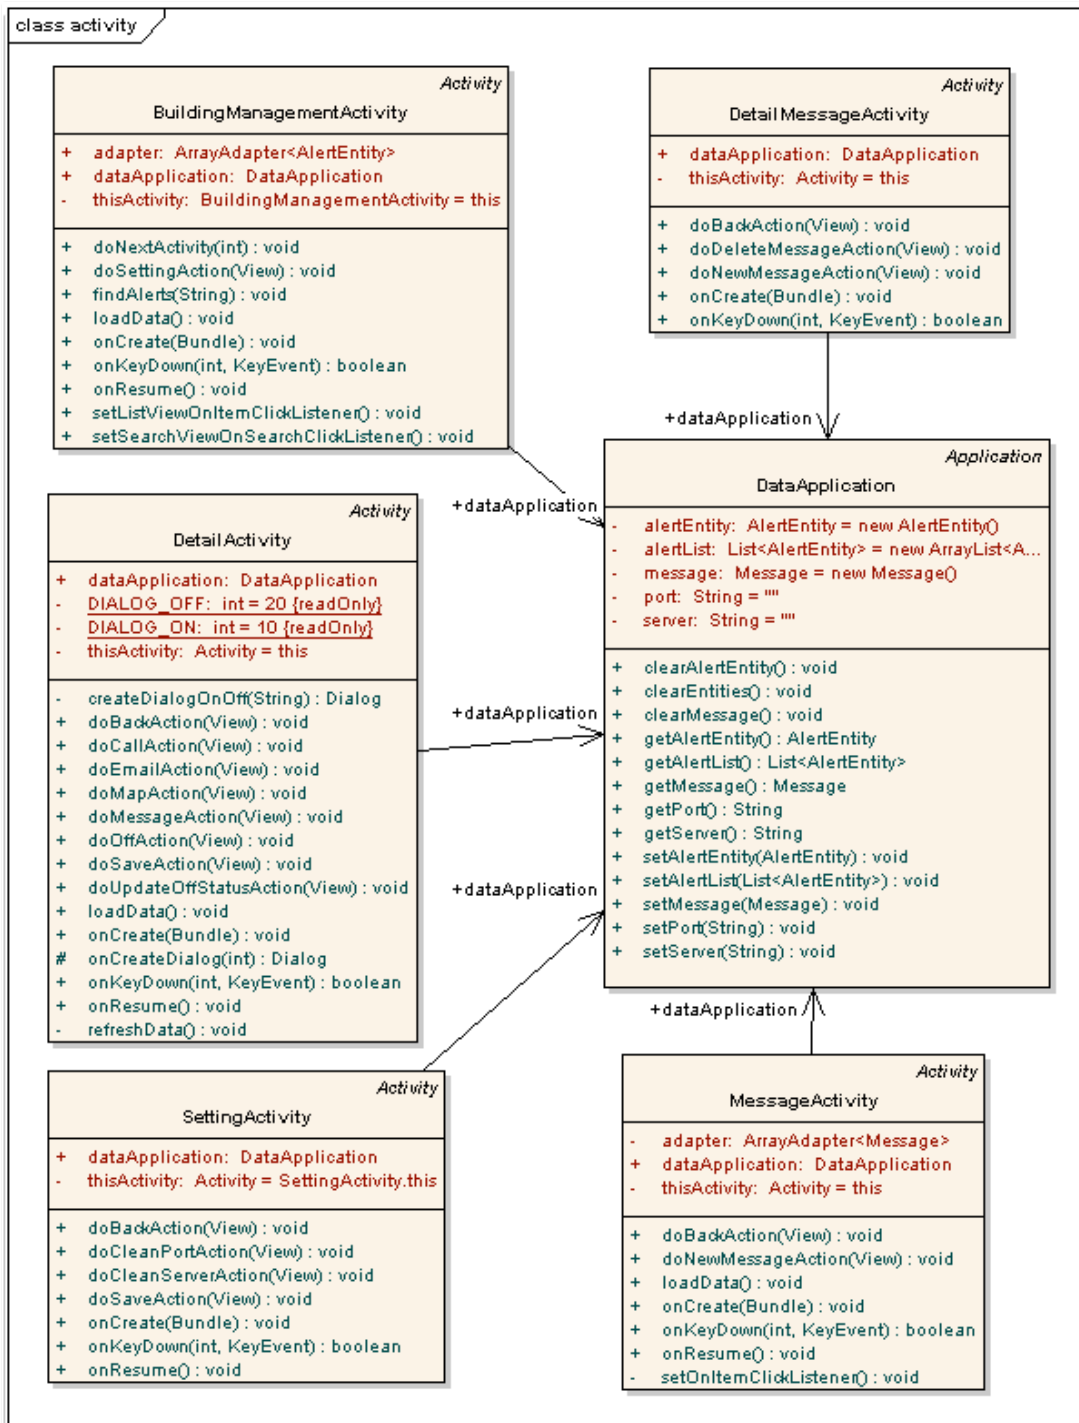 class activity
Activity
BuildingManagementActivity
+ adapter: ArrayAdapter<AlertEntity>
+ dataApplication: DataApplication
- thisActivity: BuildingManagementActivity = this
+ doNextActivity(int) : void
+ doSettingAction(View) : void
+ findAlerts(String) : void
+ loadData() : void
+ onCreate(Bundle) : void
+ onKeyDown(int, KeyEvent) : boolean
+ onResume() : void
+ setListViewOnItemClickListener() : void
+ setSearchViewOnSearchClickListener() : void
Activity
DetailMessageActivity
+ dataApplication: DataApplication
- thisActivity: Activity = this
+ doBackAction(View) : void
+ doDeleteMessageAction(View) : void
+ doNewMessageAction(View) : void
+ onCreate(Bundle) : void
+ onKeyDown(int, KeyEvent) : boolean
+dataApplication
+dataApplication
Application
DataApplication
- alertEntity: AlertEntity = new AlertEntity()
- alertList: List<AlertEntity> = new ArrayList<A...
- message: Message = new Message()
- port: String = ""
- server: String = ""
+ clearAlertEntity() : void
+ clearEntities() : void
+ clearMessage() : void
+ getAlertEntity() : AlertEntity
+ getAlertList() : List<AlertEntity>
+ getMessage() : Message
+ getPort() : String
+ getServer() : String
+ setAlertEntity(AlertEntity) : void
+ setAlertList(List<AlertEntity>) : void
+ setMessage(Message) : void
+ setPort(String) : void
+ setServer(String) : void
Activity
DetailActivity
+ dataApplication: DataApplication
- DIALOG_OFF: int = 20 {readOnly}
- DIALOG_ON: int = 10 {readOnly}
- thisActivity: Activity = this
- createDialogOnOff(String) : Dialog
+ doBackAction(View) : void
+ doCallAction(View) : void
+ doEmailAction(View) : void
+ doMapAction(View) : void
+ doMessageAction(View) : void
+ doOffAction(View) : void
+ doSaveAction(View) : void
+ doUpdateOffStatusAction(View) : void
+ loadData() : void
+ onCreate(Bundle) : void
# onCreateDialog(int) : Dialog
+ onKeyDown(int, KeyEvent) : boolean
+ onResume() : void
- refreshData() : void
+dataApplication
+dataApplication
+dataApplication
Activity
SettingActivity
+ dataApplication: DataApplication
- thisActivity: Activity = SettingActivity.this
+ doBackAction(View) : void
+ doCleanPortAction(View) : void
+ doCleanServerAction(View) : void
+ doSaveAction(View) : void
+ onCreate(Bundle) : void
+ onKeyDown(int, KeyEvent) : boolean
+ onResume() : void
Activity
MessageActivity
- adapter: ArrayAdapter<Message>
+ dataApplication: DataApplication
- thisActivity: Activity = this
+ doBackAction(View) : void
+ doNewMessageAction(View) : void
+ loadData() : void
+ onCreate(Bundle) : void
+ onKeyDown(int, KeyEvent) : boolean
+ onResume() : void
- setOnItemClickListener() : void